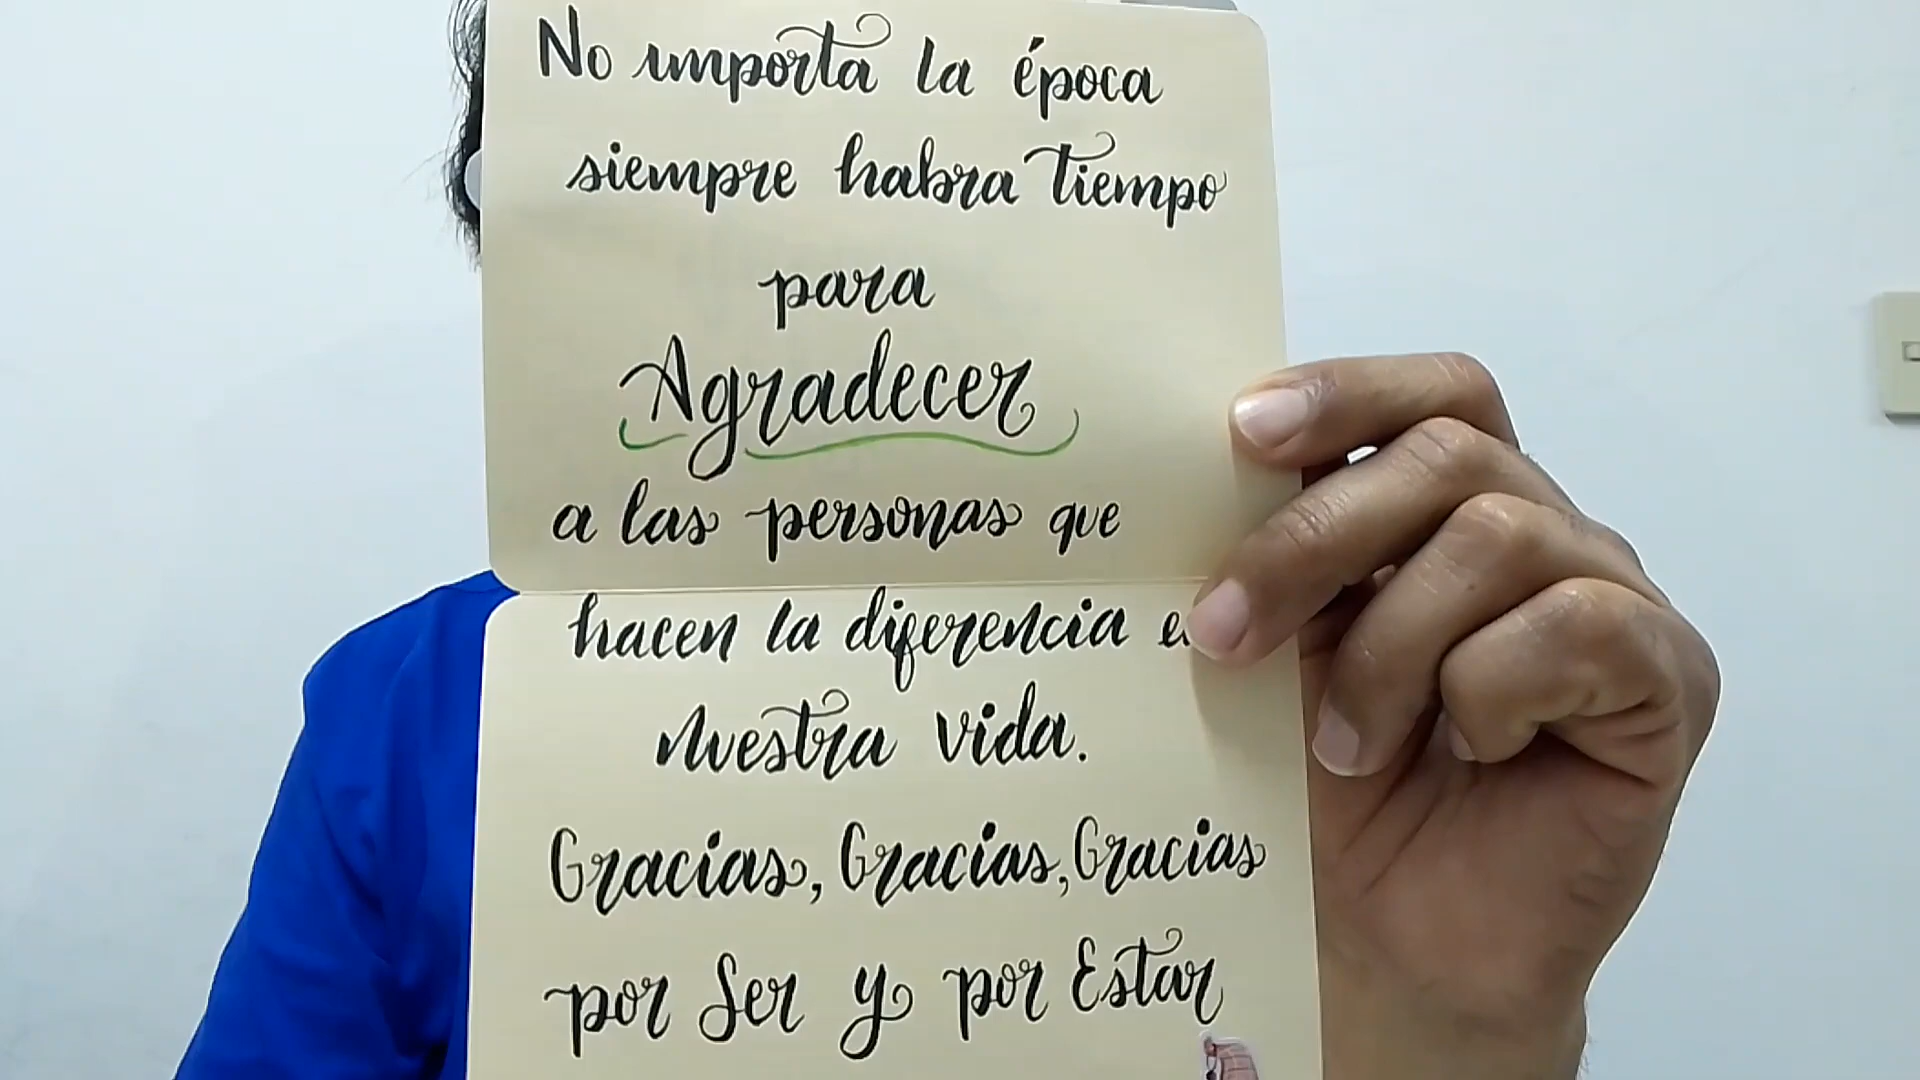 No importa la época
siempre habra tiempo
para
Agradecer
a las personas que
hacen la diferencia
nuestra vida.
Gracias, Gracias, Gracias
por Ser y por Estar